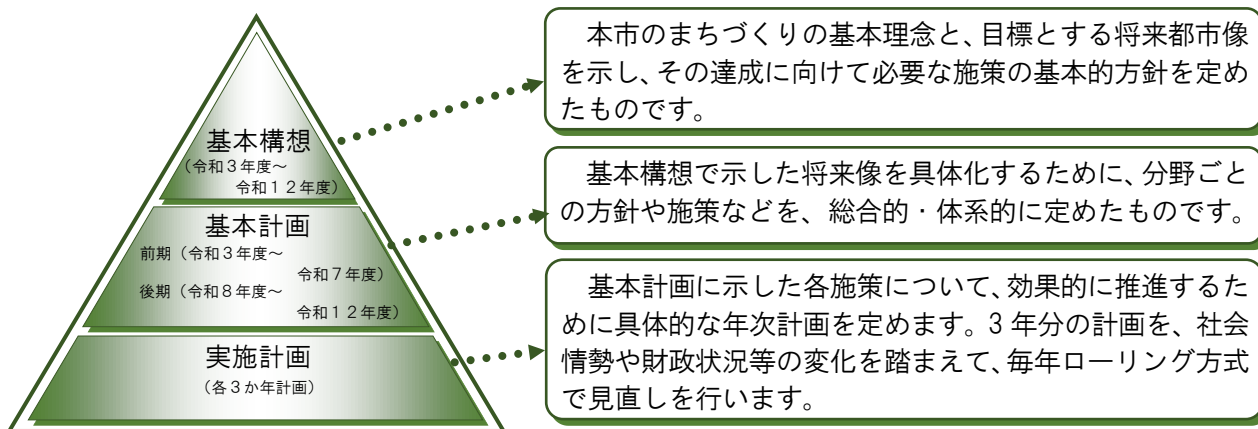 基本構想
（令和３年度～
令和１２年度）
本市のまちづくりの基本理念と、目標とする将来都市像
を示し、その達成に向けて必要な施策の基本的方針を定め
たものです。
基本計画
前期（令和３年度～
令和７年度）
後期（令和８年度～
令和１２年度）
基本構想で示した将来像を具体化するために、分野ごと
の方針や施策などを、総合的・体系的に定めたものです。
実施計画
（各３か年計画）
基本計画に示した各施策について、効果的に推進するた
めに具体的な年次計画を定めます。3 年分の計画を、社会
情勢や財政状況等の変化を踏まえて、毎年ローリング方式
で見直しを行います。